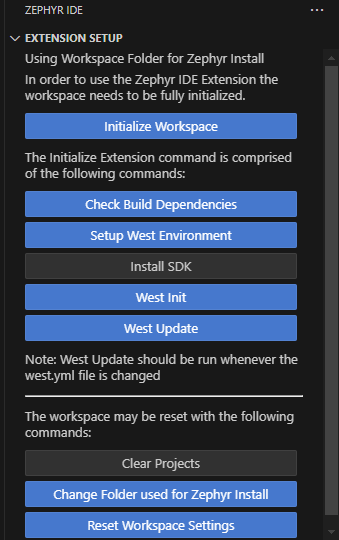 ZEPHYR IDE
EXTENSION SETUP
Using Workspace Folder for Zephyr Install
In order to use the Zephyr IDE Extension the
workspace needs to be fully initialized.
Initialize Workspace
The Initialize Extension command is comprised
of the following commands:
Check Build Dependencies
Setup West Environment
Install SDK
West Init
West Update
Note: West Update should be run whenever the
west.yml file is changed
The workspace may be reset with the following
commands:
Clear Projects
Change Folder used for Zephyr Install
Reset Workspace Settings